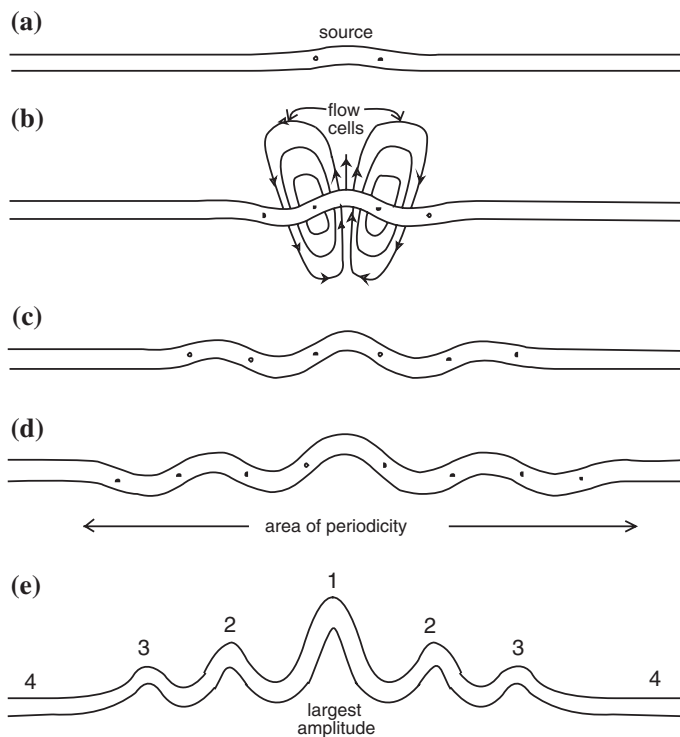 (a)
source
(b)
flow
cells
(c)
(d)
area of periodicity
(e)
1
2
2
3
3
4
4
largest
amplitude